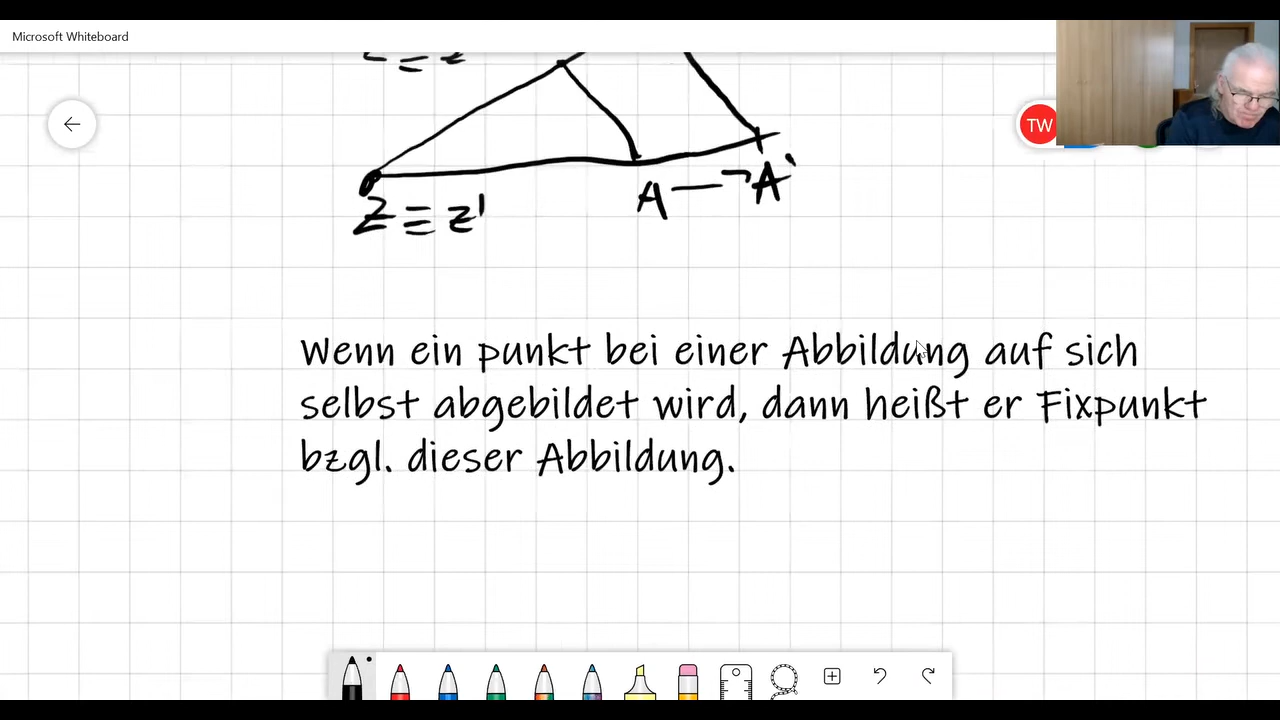 Microsoft Whiteboard
TW
Z ≡ z'
A → A'
Wenn ein punkt bei einer Abbildung auf sich
selbst abgebildet wird, dann heißt er Fixpunkt
bzgl. dieser Abbildung.